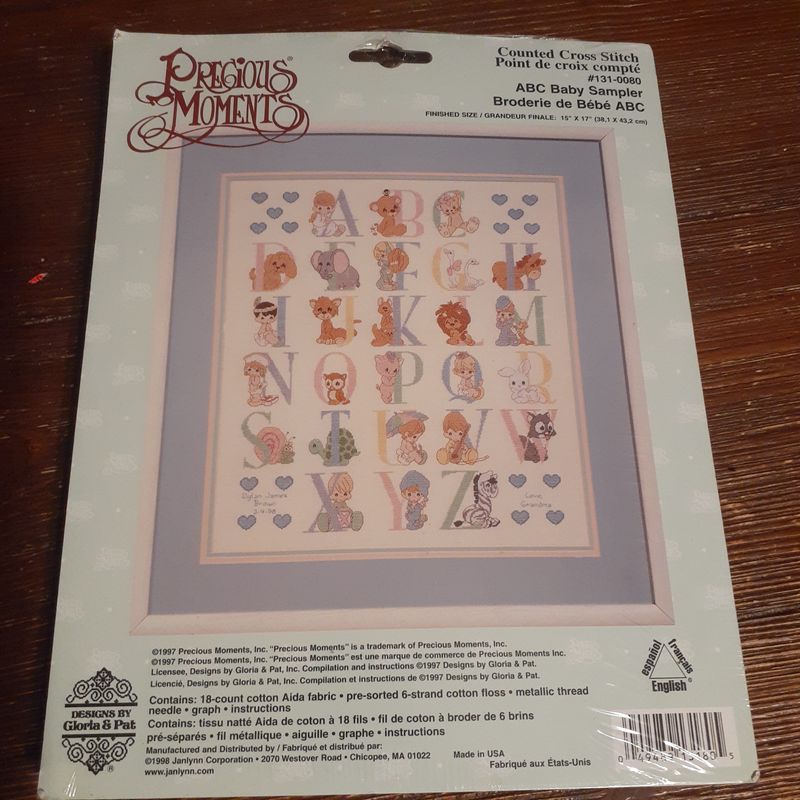 PRECIOUS®
MOMENTS
Counted Cross Stitch
Point de croix compté
#131-0080
ABC Baby Sampler
Broderie de Bébé ABC
FINISHED SIZE / GRANDEUR FINALE: 15" X 17" (38,1 X 43,2 cm)
A B C
D E F G H
I J K L M
N O P Q R
S T U V W
Dylan James
Brown
X Y Z
Love,
Grandma
©1997 Precious Moments, Inc. "Precious Moments" is a trademark of Precious Moments, Inc.
©1997 Precious Moments, Inc. "Precious Moments" est une marque de commerce de Precious Moments Inc.
Licensee, Designs by Gloria & Pat, Inc. Compilation and instructions ©1997 Designs by Gloria & Pat.
Licencié, Designs by Gloria & Pat, Inc. Compilation et instructions de ©1997 Designs by Gloria & Pat.
DESIGNS BY
Gloria & Pat
®
Contains: 18-count cotton Aida fabric • pre-sorted 6-strand cotton floss • metallic thread
needle • graph • instructions
Contains: tissu natté Aida de coton à 18 fils • fil de coton à broder de 6 brins
pré-séparés • fil métallique • aiguille • graphe • instructions
Manufactured and Distributed by / Fabriqué et distribué par:
©1998 Janlynn Corporation • 2070 Westover Road • Chicopee, MA 01022
www.janlynn.com
Made in USA
Fabriqué aux États-Unis
español
français
English®